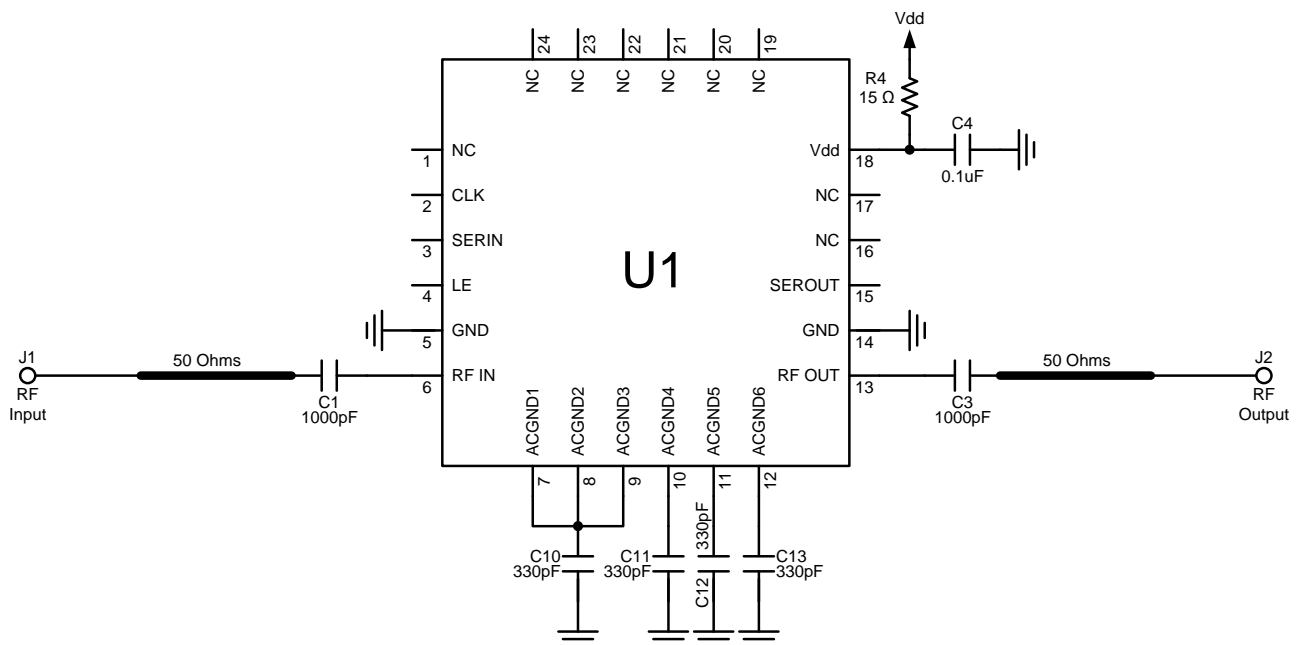 Vdd
24
23
22
21
20
19
NC
NC
NC
NC
NC
NC
R4
15 Ω
C4
0.1uF
1
NC
Vdd
18
2
CLK
NC
17
3
SERIN
NC
16
U1
4
LE
SEROUT
15
5
GND
GND
14
J1
RF
Input
50 Ohms
C1
1000pF
6
RF IN
RF OUT
13
C3
1000pF
50 Ohms
J2
RF
Output
ACGND1
ACGND2
ACGND3
ACGND4
ACGND5
ACGND6
7
8
9
10
11
12
C10
330pF
C11
330pF
330pF
C12
C13
330pF